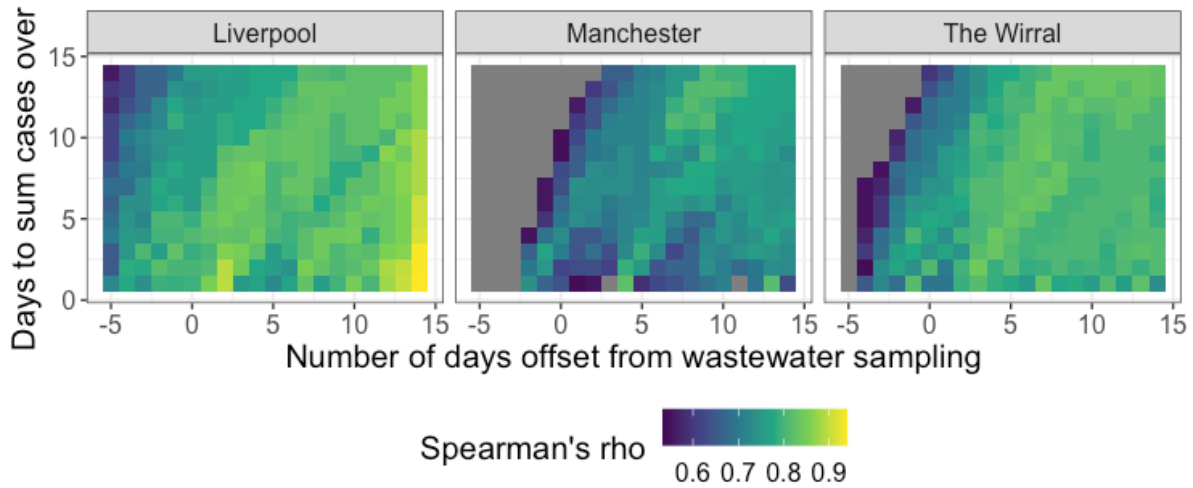 Liverpool Manchester The Wirral
Days to sum cases over
15
10
5
0
-5 0 5 10 15 -5 0 5 10 15 -5 0 5 10 15
Number of days offset from wastewater sampling
Spearman's rho
0.6 0.7 0.8 0.9